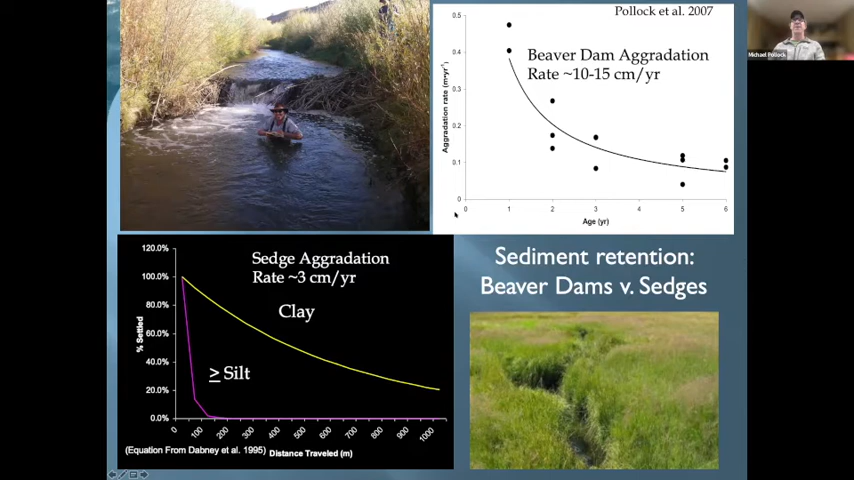 Pollock et al. 2007
Beaver Dam Aggradation
Rate ~10-15 cm/yr
Aggradation rate (m•yr⁻¹)
0.5
0.4
0.3
0.2
0.1
0
0 1 2 3 4 5 6
Age (yr)
Michael Pollock
Sedge Aggradation
Rate ~3 cm/yr
Clay
≥ Silt
% Settled
120.0%
100.0%
80.0%
60.0%
40.0%
20.0%
0.0%
0 100 200 300 400 500 600 700 800 900 1000
(Equation From Dabney et al. 1995) Distance Traveled (m)
Sediment retention:
Beaver Dams v. Sedges